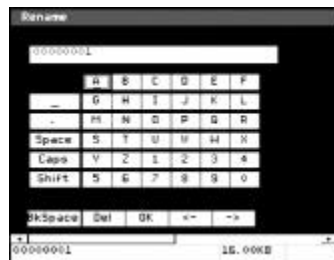 Rename
00000001
A B C D E F
_ G H I J K L
. M N O P Q R
Space S T U V W X
Caps Y Z 1 2 3 4
Shift 5 6 7 8 9 0
BkSpace Del OK <- ->
00000001 16.00KB